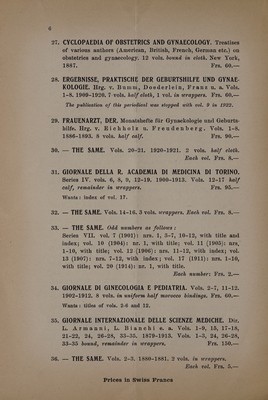 6
27. CYCLOPAEDIA OF OBSTETRICS AND GYNAECOLOGY. Treatises
of various authors (American, British, French, German etc.) on
obstetrics and gynaecology. 12 vols. bound in cloth, New York,
1887. Frs. 60.—
28. ERGEBNISSE, PRAKTISCHE DER GEBURTSHILFE UND GYNAE-
KOLOGIE. Hrg. v. Bumm, Doederlein, Franz u. a. Vols.
1–8, 1909–1920. 7 vols. half cloth, 1 vol. in wrappers. Frs. 60.—
The publication of this periodical was stopped with vol. 9 in 1922.
29. FRAUENARZT, DER. Monatshefte für Gynaekologie und Geburts-
hilfe. Hrg. v. Eichholz u. Freudenberg. Vols. 1–8.
1886–1893. 8 vols. half calf. Frs. 90.—
30. — THE SAME. Vols. 20–21. 1920–1921. 2 vols. half cloth.
Each vol. Frs. 8.—
31. GIORNALE DELLA R. ACADEMIA DI MEDICINA DI TORINO.
Series IV. vols. 6, 8, 9, 12–19. 1900–1913. Vols. 12–17 half
calf, remainder in wrappers. Frs. 95.—
Wants: index of vol. 17.
32. — THE SAME. Vols. 14–16. 3 vols. wrappers. Each vol. Frs. 8.—
33. — THE SAME. Odd numbers as follows:
Series VII. vol. 7 (1901): nrs. 1, 3–7, 10–12, with title and
index; vol. 10 (1904): nr. 1, with title; vol. 11 (1905): nrs.
1–10, with title; vol. 12 (1906): nrs. 11–12, with index; vol.
13 (1907): nrs. 7–12, with index; vol. 17 (1911): nrs. 1–10,
with title; vol. 20 (1914): nr. 1, with title.
Each number: Frs. 2.—
34. GIORNALE DI GINECOLOGIA E PEDIATRIA. Vols. 2–7, 11–12.
1902–1912. 8 vols. in uniform half morocco bindings. Frs. 60.—
Wants: titles of vols. 3-6 and 12.
35. GIORNALE INTERNAZIONALE DELLE SCIENZE MEDICHE. Dir.
L. Armanni, L. Bianchi e. a. Vols. 1–9, 15, 17–18,
21–22, 24, 26–28, 33–35. 1879–1913. Vols. 1–3, 24, 26–28,
33–35 bound, remainder in wrappers. Frs. 150.—
36. — THE SAME. Vols. 2–3. 1880–1881. 2 vols. in wrappers.
Each vol. Frs. 5.—
Prices in Swiss Francs